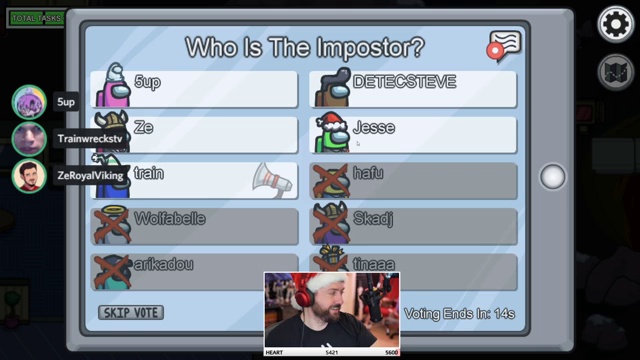 TOTAL TASKS
Who Is The Impostor?
5up
DETECSTEVE
5up
Ze
Jesse
Trainwreckstv
train
hafu
ZeRoyalViking
Wolfabelle
Skadj
arikadou
tinaaa
SKIP VOTE
Voting Ends In: 14s
HEART 5421 5600